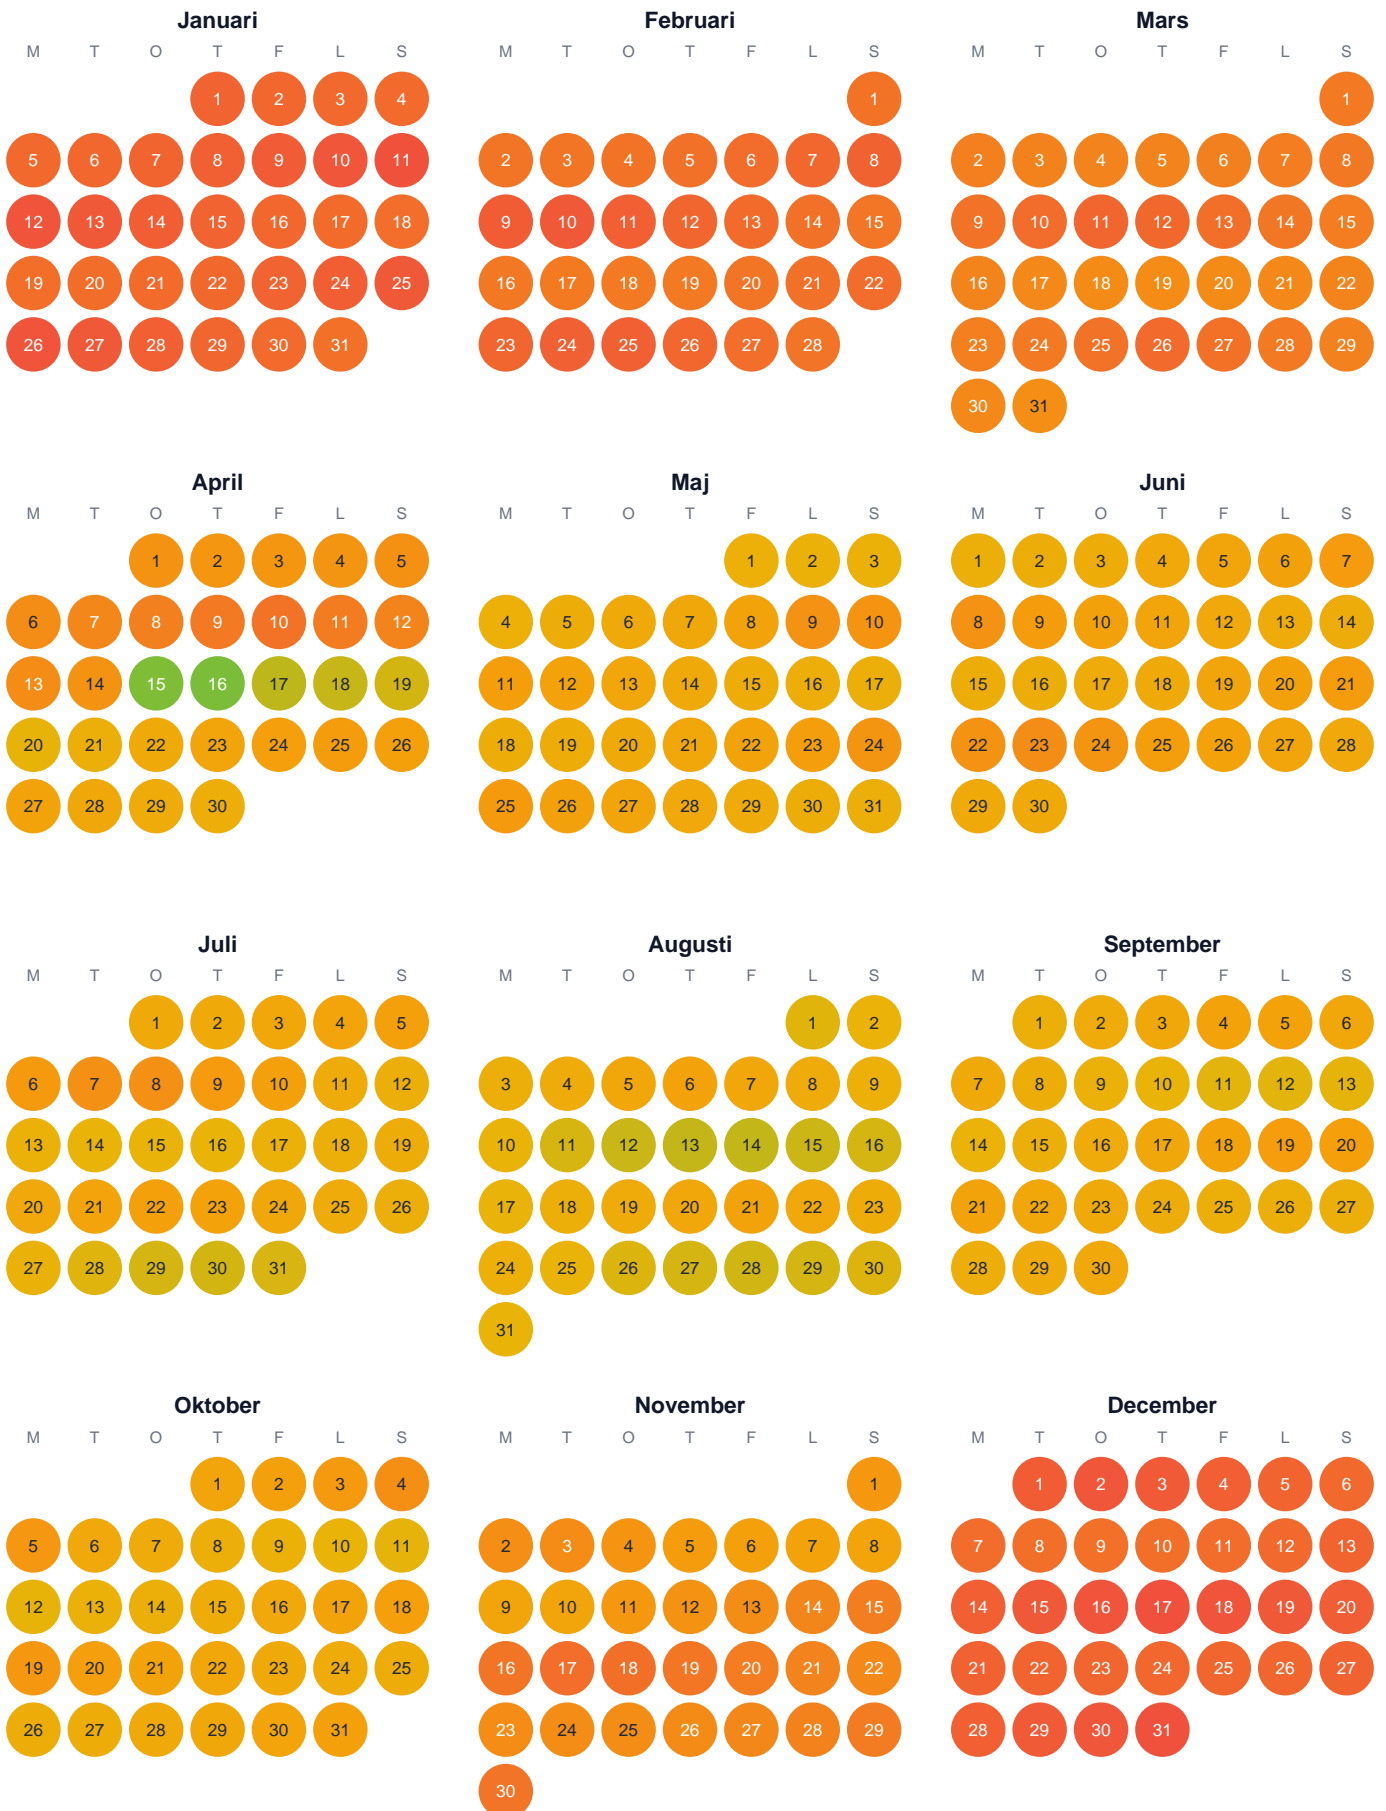 Januari Februari Mars
M T O T F L S M T O T F L S M T O T F L S
1 2 3 4 1 1
5 6 7 8 9 10 11 2 3 4 5 6 7 8 2 3 4 5 6 7 8
12 13 14 15 16 17 18 9 10 11 12 13 14 15 9 10 11 12 13 14 15
19 20 21 22 23 24 25 16 17 18 19 20 21 22 16 17 18 19 20 21 22
26 27 28 29 30 31 23 24 25 26 27 28 23 24 25 26 27 28 29
30 31
April Maj Juni
M T O T F L S M T O T F L S M T O T F L S
1 2 3 4 5 1 2 3 1 2 3 4 5 6 7
6 7 8 9 10 11 12 4 5 6 7 8 9 10 8 9 10 11 12 13 14
13 14 15 16 17 18 19 11 12 13 14 15 16 17 15 16 17 18 19 20 21
20 21 22 23 24 25 26 18 19 20 21 22 23 24 22 23 24 25 26 27 28
27 28 29 30 25 26 27 28 29 30 31 29 30
Juli Augusti September
M T O T F L S M T O T F L S M T O T F L S
1 2 3 4 5 1 2 1 2 3 4 5 6
6 7 8 9 10 11 12 3 4 5 6 7 8 9 7 8 9 10 11 12 13
13 14 15 16 17 18 19 10 11 12 13 14 15 16 14 15 16 17 18 19 20
20 21 22 23 24 25 26 17 18 19 20 21 22 23 21 22 23 24 25 26 27
27 28 29 30 31 24 25 26 27 28 29 30 28 29 30
31
Oktober November December
M T O T F L S M T O T F L S M T O T F L S
1 2 3 4 1 1 2 3 4 5 6
5 6 7 8 9 10 11 2 3 4 5 6 7 8 7 8 9 10 11 12 13
12 13 14 15 16 17 18 9 10 11 12 13 14 15 14 15 16 17 18 19 20
19 20 21 22 23 24 25 16 17 18 19 20 21 22 21 22 23 24 25 26 27
26 27 28 29 30 31 23 24 25 26 27 28 29 28 29 30 31
30